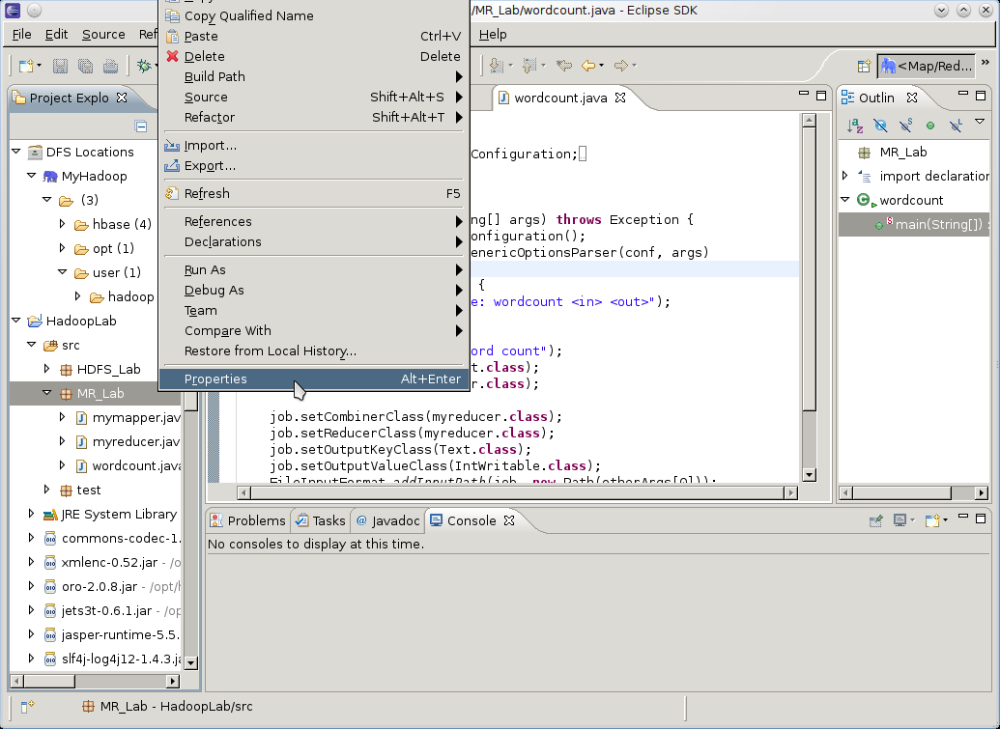 /MR_Lab/wordcount.java - Eclipse SDK
File Edit Source Ref Help
<Map/Red...
»
Copy Qualified Name
Paste Ctrl+V
Delete Delete
Build Path
Source Shift+Alt+S
Refactor Shift+Alt+T
Import...
Export...
Refresh F5
References
Declarations
Run As
Debug As
Team
Compare With
Restore from Local History...
Properties Alt+Enter
Project Explo
DFS Locations
MyHadoop
(3)
hbase (4)
opt (1)
user (1)
hadoop
HadoopLab
src
HDFS_Lab
MR_Lab
mymapper.jav
myreducer.jav
wordcount.java
test
JRE System Library
commons-codec-1.
xmlenc-0.52.jar - /o
oro-2.0.8.jar - /opt/h
jets3t-0.6.1.jar - /op
jasper-runtime-5.5.
slf4j-log4j12-1.4.3.ja
wordcount.java
Configuration;
ng[] args) throws Exception {
onfiguration();
enericOptionsParser(conf, args)
{
e: wordcount <in> <out>");
ord count");
t.class);
r.class);
job.setCombinerClass(myreducer.class);
job.setReducerClass(myreducer.class);
job.setOutputKeyClass(Text.class);
job.setOutputValueClass(IntWritable.class);
FileInputFormat.addInputPath(job, new Path(otherArgs[0]));
Outlin
MR_Lab
import declaration
wordcount
main(String[]) :
Problems Tasks @ Javadoc Console
No consoles to display at this time.
MR_Lab - HadoopLab/src